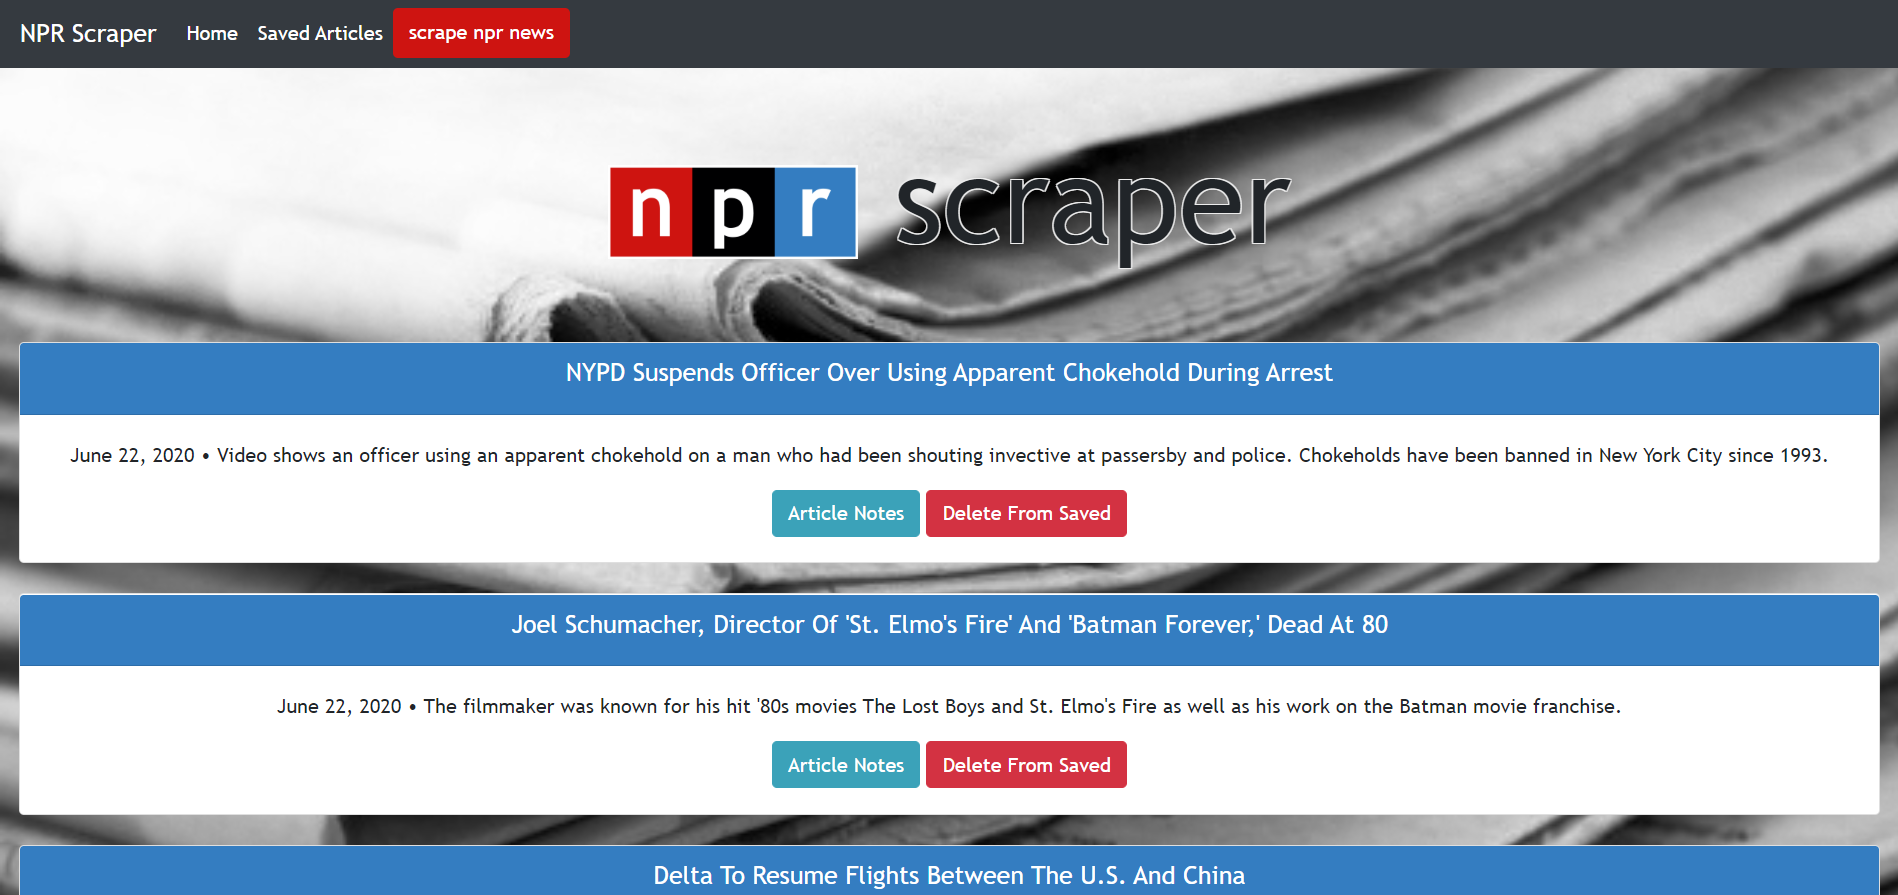 NPR Scraper Home Saved Articles scrape npr news
npr scraper
NYPD Suspends Officer Over Using Apparent Chokehold During Arrest
June 22, 2020 • Video shows an officer using an apparent chokehold on a man who had been shouting invective at passersby and police. Chokeholds have been banned in New York City since 1993.
Article Notes Delete From Saved
Joel Schumacher, Director Of 'St. Elmo's Fire' And 'Batman Forever,' Dead At 80
June 22, 2020 • The filmmaker was known for his hit '80s movies The Lost Boys and St. Elmo's Fire as well as his work on the Batman movie franchise.
Article Notes Delete From Saved
Delta To Resume Flights Between The U.S. And China